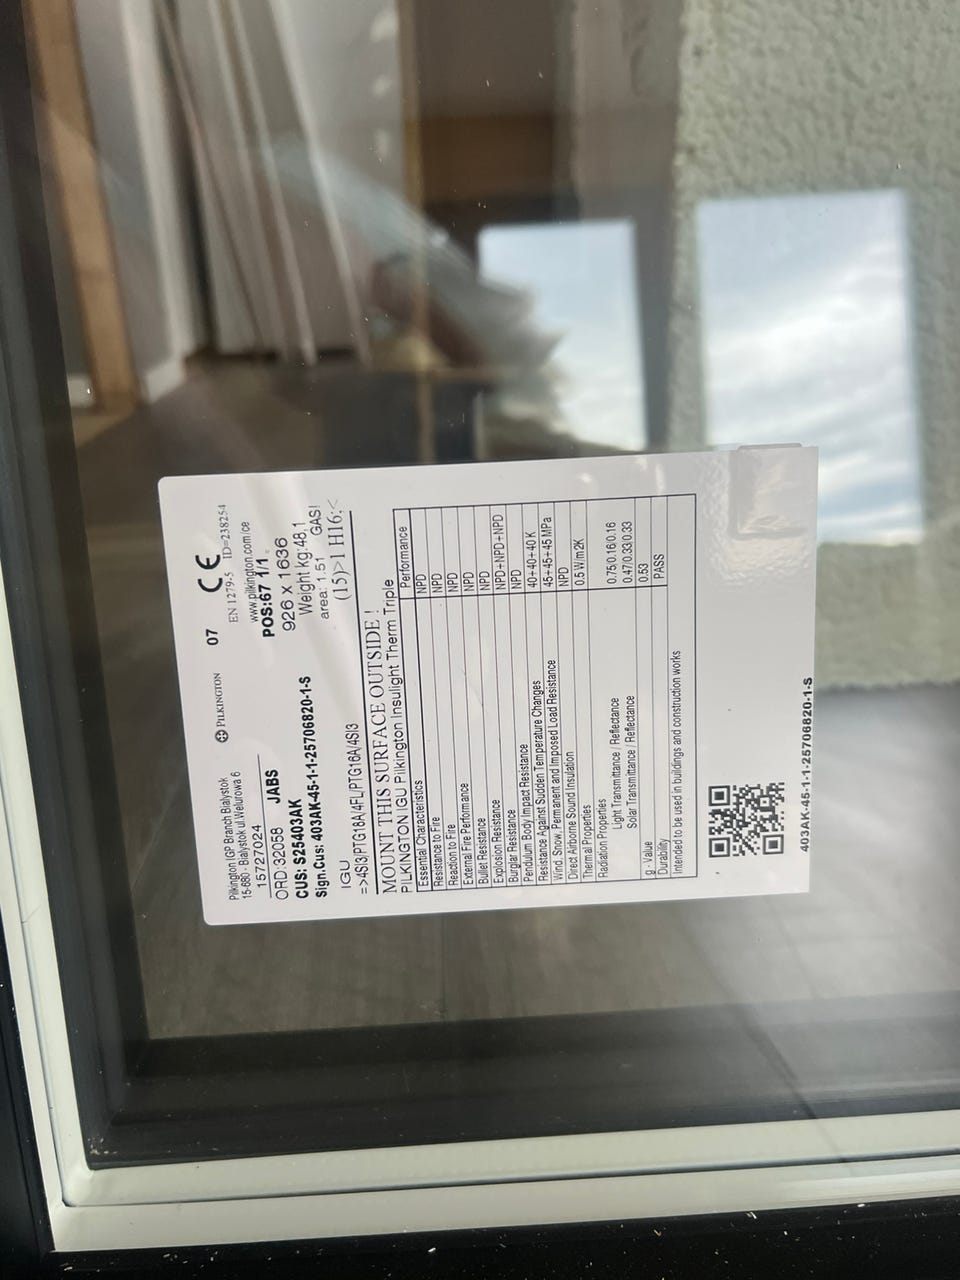 Pilkington IGP Branch Bialystok
15-680 - Bialystok ul.Welurowa 6
PILKINGTON
07 CE
EN 1279-5 ID=238254
www.pilkington.com/ce
15727024
POS:67 1/1
ORD:32058 JABS
926 x 1636
CUS: S25403AK
Weight kg:48,1
Sign.Cus: 403AK-45-1-1-25706820-1-S
area: 1.51 GAS!
IGU
(15)>1 H16:<
=>4SI3/PTG18A/4FL/PTG16A/4SI3
MOUNT THIS SURFACE OUTSIDE !
PILKINGTON IGU Pilkington Insulight Therm Triple
Essential Characteristics Performance
Resistance to Fire NPD
Reaction to Fire NPD
External Fire Performance NPD
Bullet Resistance NPD
Explosion Resistance NPD
Burglar Resistance NPD+NPD+NPD
Pendulum Body Impact Resistance NPD
Resistance Against Sudden Temperature Changes 40+40+40 K
Wind, Snow, Permanent and Imposed Load Resistance 45+45+45 MPa
Direct Airborne Sound Insulation NPD
Thermal Properties 0.5 W/m2K
Radiation Properties
Light Transmittance / Reflectance 0.75/0.16/0.16
Solar Transmittance / Reflectance 0.47/0.33/0.33
g - Value 0.53
Durability PASS
Intended to be used in buildings and construction works
403AK-45-1-1-25706820-1-S